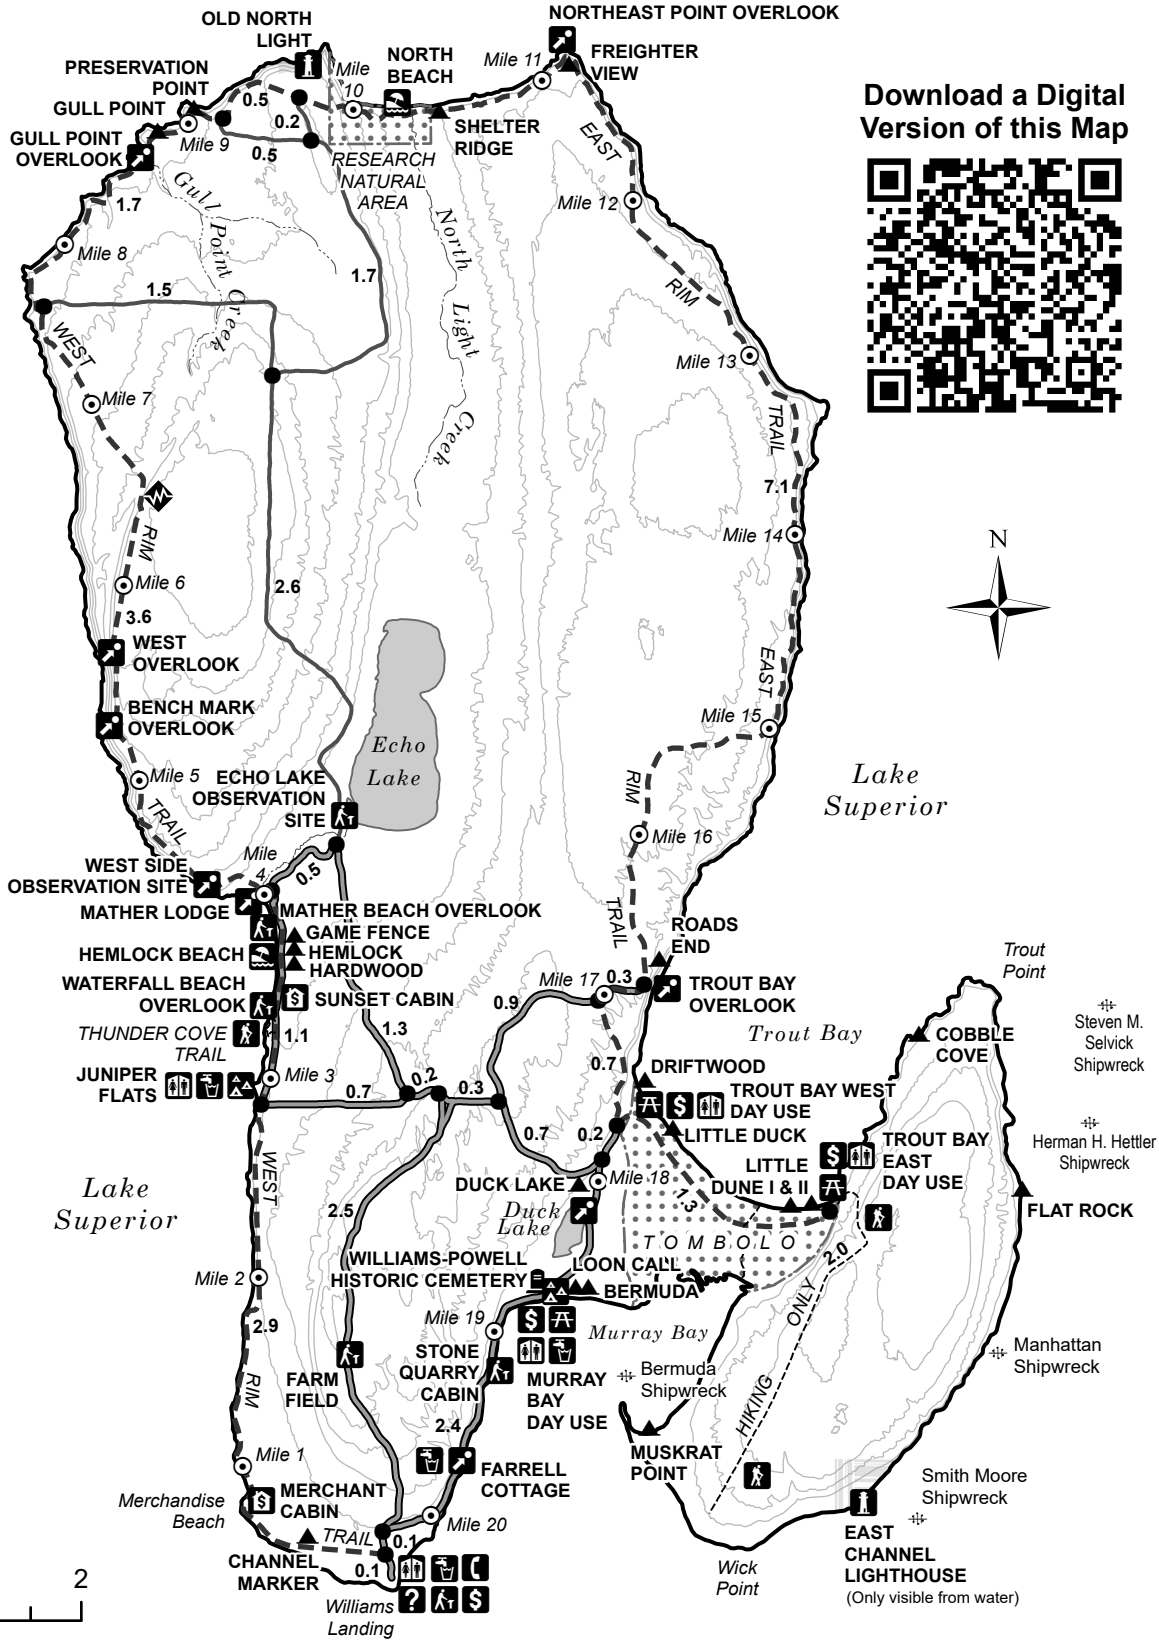 OLD NORTH
LIGHT
NORTHEAST POINT OVERLOOK
Mile 11
FREIGHTER
VIEW
NORTH
BEACH
Mile
10
PRESERVATION
POINT
GULL POINT
GULL POINT
OVERLOOK
Mile 9
0.5
0.2
0.5
SHELTER
RIDGE
RESEARCH
NATURAL
AREA
EAST
Download a Digital
Version of this Map
Gull
Point
Creek
North
Light
Creek
1.7
Mile 8
1.5
1.7
Mile 12
RIM
WEST
Mile 7
Mile 13
TRAIL
7.1
Mile 14
N
RIM
Mile 6
3.6
2.6
WEST
OVERLOOK
BENCH MARK
OVERLOOK
EAST
Mile 15
Echo
Lake
Mile 5
TRAIL
ECHO LAKE
OBSERVATION
SITE
RIM
Lake
Superior
Mile 16
Mile
4
0.5
WEST SIDE
OBSERVATION SITE
MATHER LODGE
MATHER BEACH OVERLOOK
GAME FENCE
HEMLOCK
HARDWOOD
HEMLOCK BEACH
TRAIL
ROADS
END
Trout
Point
WATERFALL BEACH
OVERLOOK
SUNSET CABIN
Mile 17
0.3
TROUT BAY
OVERLOOK
0.9
THUNDER COVE
TRAIL
1.1
1.3
Trout Bay
COBBLE
COVE
Steven M.
Selvick
Shipwreck
JUNIPER
FLATS
Mile 3
0.7
0.2
0.3
0.7
DRIFTWOOD
TROUT BAY WEST
DAY USE
LITTLE DUCK
0.7
0.2
Herman H. Hettler
Shipwreck
TROUT BAY
EAST
DAY USE
LITTLE
DUNE I & II
WEST
Lake
Superior
DUCK LAKE
Mile 18
1.3
FLAT ROCK
Duck
Lake
2.5
TOMBOLO
2.0
WILLIAMS-POWELL
HISTORIC CEMETERY
LOON CALL
BERMUDA
Mile 2
2.9
Mile 19
Murray Bay
ONLY
STONE
QUARRY
CABIN
FARM
FIELD
MURRAY
BAY
DAY USE
Bermuda
Shipwreck
Manhattan
Shipwreck
RIM
HIKING
2.4
MUSKRAT
POINT
Mile 1
FARRELL
COTTAGE
Smith Moore
Shipwreck
Merchandise
Beach
MERCHANT
CABIN
Mile 20
TRAIL
0.1
EAST
CHANNEL
LIGHTHOUSE
(Only visible from water)
CHANNEL
MARKER
0.1
Wick
Point
2
Williams
Landing